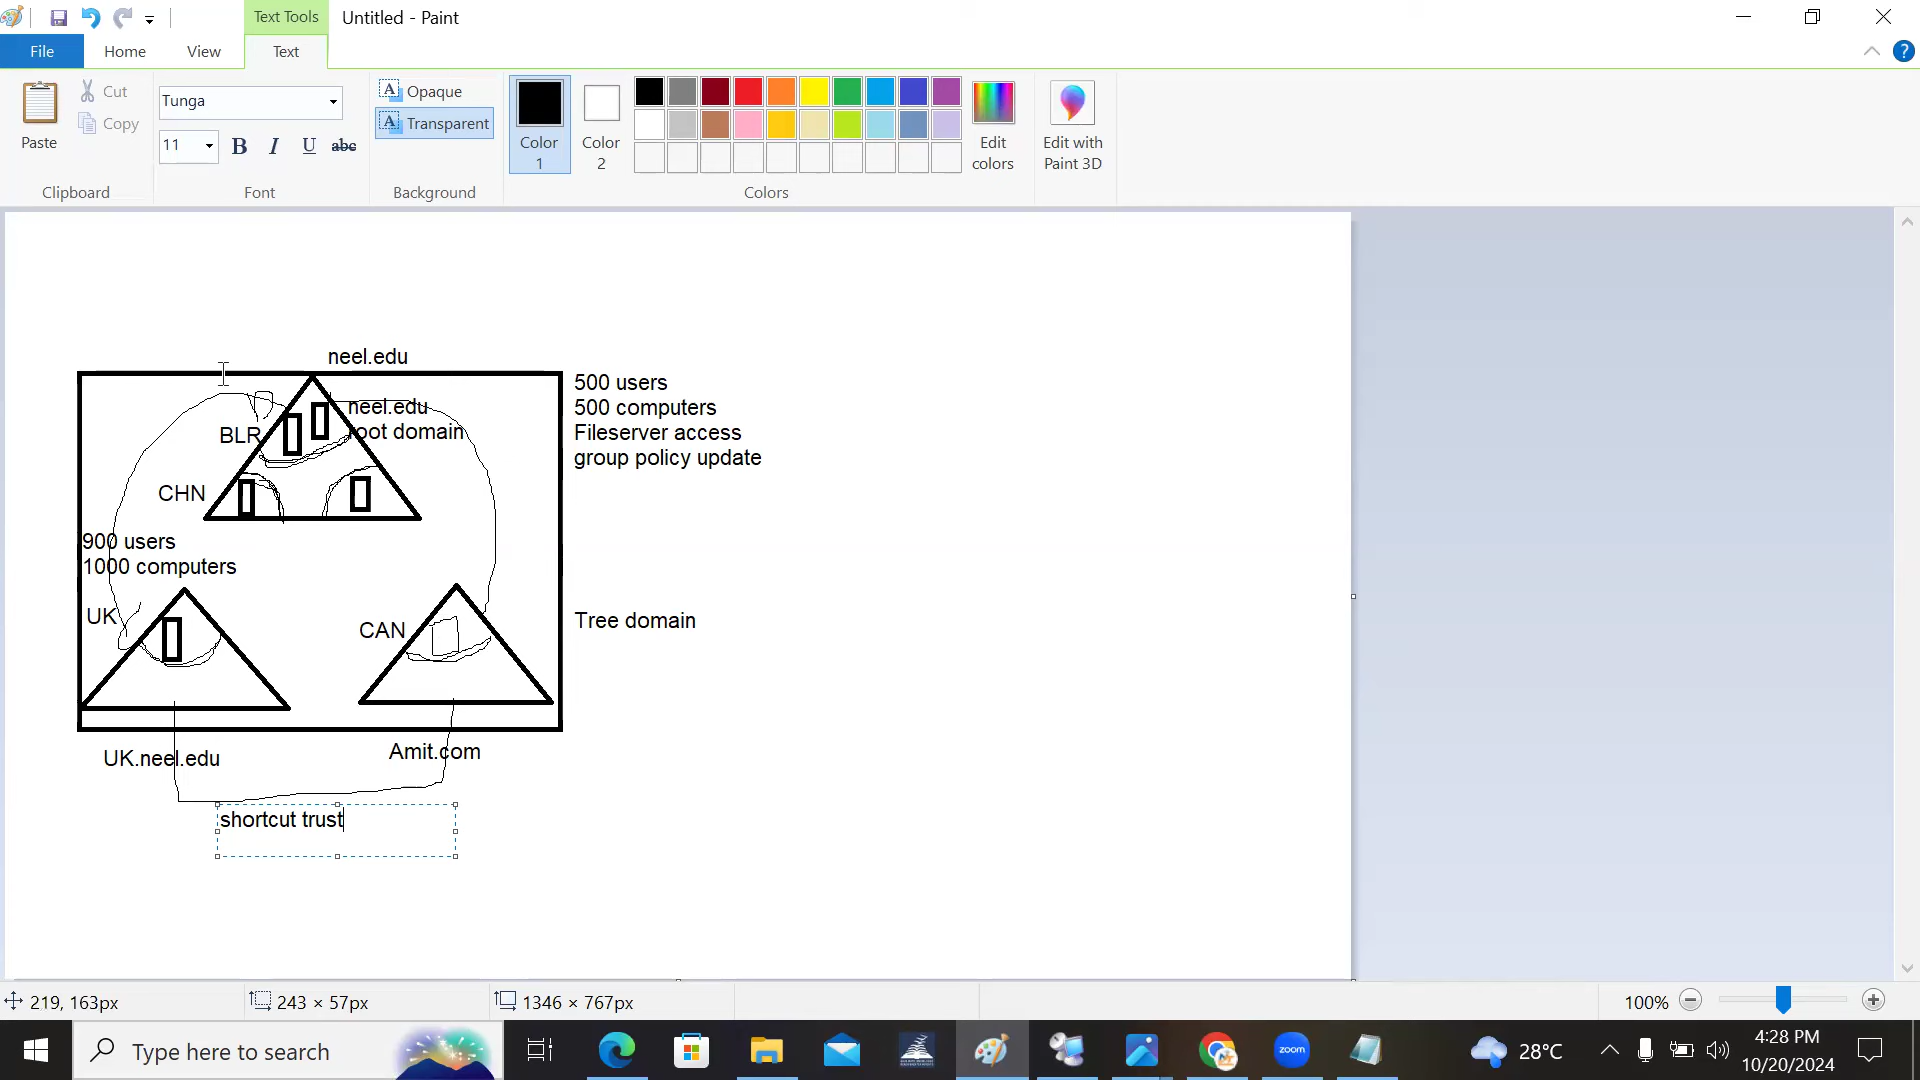 Text Tools
Untitled - Paint
File
Home
View
Text
Paste
Cut
Copy
Clipboard
Tunga
11
B I U abc
Font
Opaque
Transparent
Background
Color 1
Color 2
Colors
Edit colors
Edit with Paint 3D
neel.edu
neel.edu
root domain
BLR
CHN
500 users
500 computers
Fileserver access
group policy update
900 users
1000 computers
UK
CAN
Tree domain
UK.neel.edu
Amit.com
shortcut trust
219, 163px
243 × 57px
1346 × 767px
100%
Type here to search
zoom
28°C
4:28 PM
10/20/2024